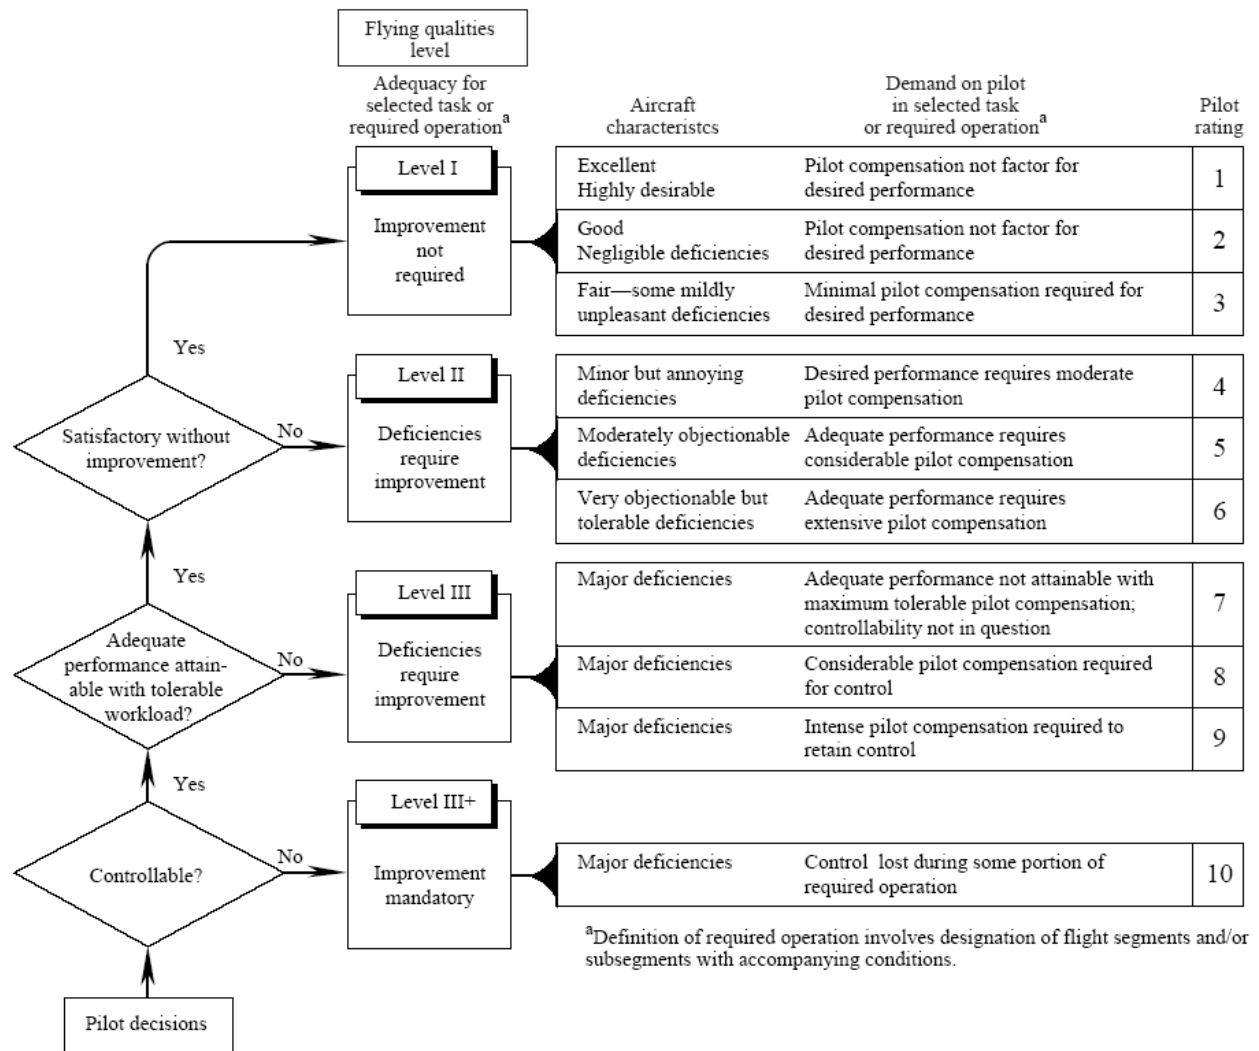 Flying qualities
level
Adequacy for
selected task or
required operationa
Aircraft
characteristcs
Demand on pilot
in selected task
or required operationa
Pilot
rating
Level I
Improvement
not
required
Excellent
Highly desirable
Pilot compensation not factor for
desired performance
1
Good
Negligible deficiencies
Pilot compensation not factor for
desired performance
2
Fair—some mildly
unpleasant deficiencies
Minimal pilot compensation required for
desired performance
3
Yes
Satisfactory without
improvement?
No
Level II
Deficiencies
require
improvement
Minor but annoying
deficiencies
Desired performance requires moderate
pilot compensation
4
Moderately objectionable
deficiencies
Adequate performance requires
considerable pilot compensation
5
Very objectionable but
tolerable deficiencies
Adequate performance requires
extensive pilot compensation
6
Yes
Adequate
performance attain-
able with tolerable
workload?
No
Level III
Deficiencies
require
improvement
Major deficiencies
Adequate performance not attainable with
maximum tolerable pilot compensation;
controllability not in question
7
Major deficiencies
Considerable pilot compensation required
for control
8
Major deficiencies
Intense pilot compensation required to
retain control
9
Yes
Controllable?
No
Level III+
Improvement
mandatory
Major deficiencies
Control lost during some portion of
required operation
10
aDefinition of required operation involves designation of flight segments and/or
subsegments with accompanying conditions.
Pilot decisions